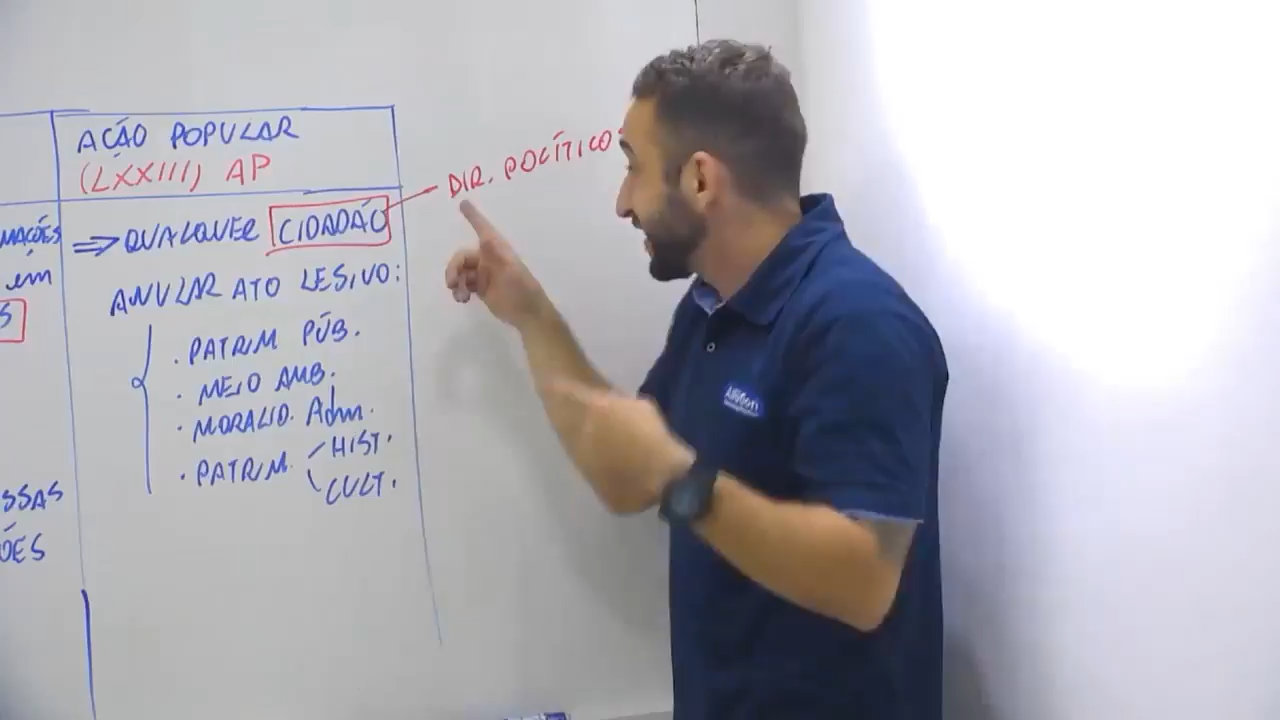 AÇÃO POPULAR
(LXXIII) AP
DIR. POLÍTICO
MAÇÕES
⇒ QUALQUER CIDADÃO
em
ANULAR ATO LESIVO:
S
. PATRIM PÚB.
. MEIO AMB.
. MORALID. Adm.
. PATRIM. HIST.
CULT.
SSAS
ÕES